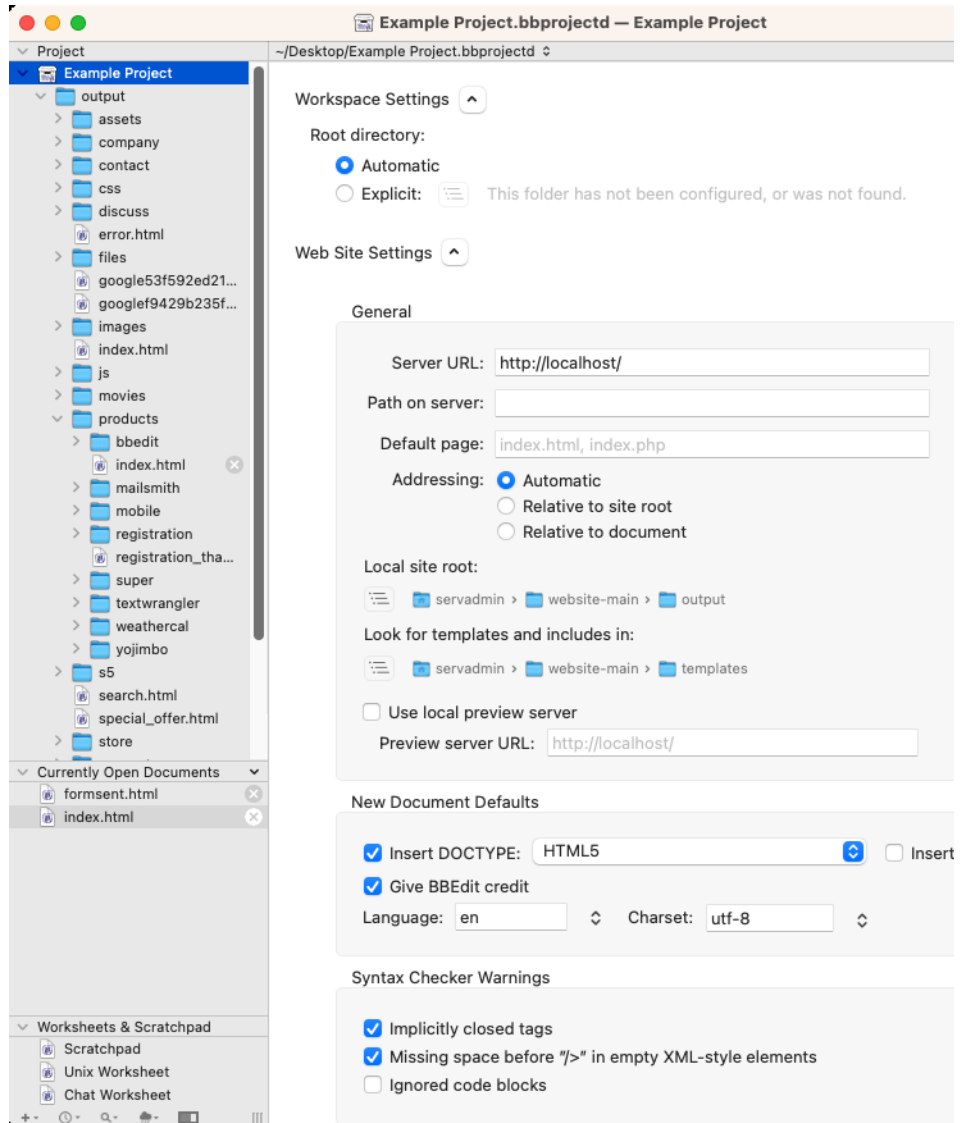 Example Project.bbprojectd — Example Project
Project
~/Desktop/Example Project.bbprojectd
Example Project
output
assets
company
contact
css
discuss
error.html
files
google53f592ed21...
googlef9429b235f...
images
index.html
js
movies
products
bbedit
index.html
mailsmith
mobile
registration
registration_tha...
super
textwrangler
weathercal
yojimbo
s5
search.html
special_offer.html
store
Currently Open Documents
formsent.html
index.html
Worksheets & Scratchpad
Scratchpad
Unix Worksheet
Chat Worksheet
Workspace Settings
Root directory:
Automatic
Explicit: This folder has not been configured, or was not found.
Web Site Settings
General
Server URL: http://localhost/
Path on server:
Default page: index.html, index.php
Addressing: Automatic
Relative to site root
Relative to document
Local site root:
servadmin › website-main › output
Look for templates and includes in:
servadmin › website-main › templates
Use local preview server
Preview server URL: http://localhost/
New Document Defaults
Insert DOCTYPE: HTML5 Insert
Give BBEdit credit
Language: en Charset: utf-8
Syntax Checker Warnings
Implicitly closed tags
Missing space before "/>" in empty XML-style elements
Ignored code blocks